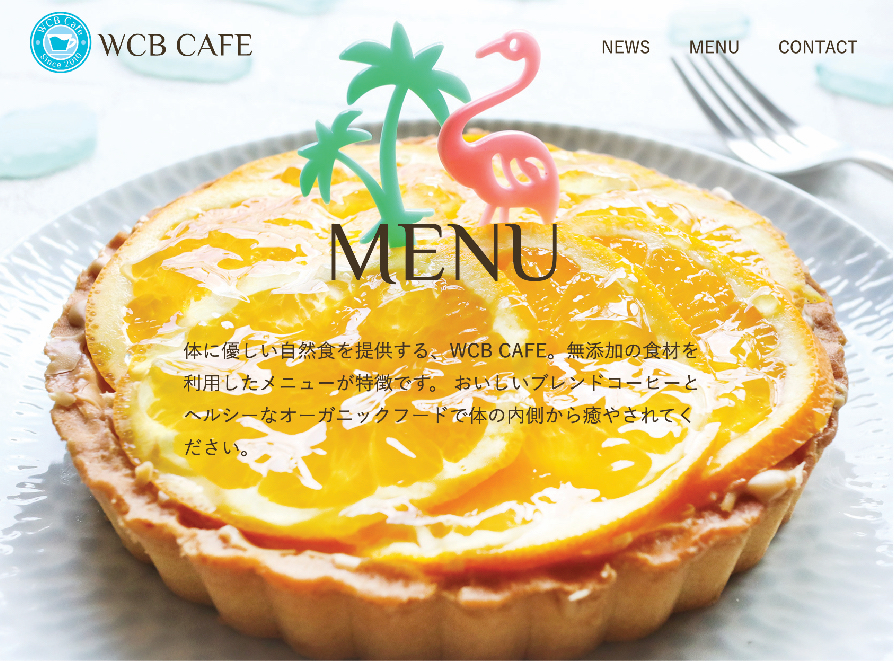 WCB Cafe
Since 2016
WCB CAFE
NEWS
MENU
CONTACT
MENU
体に優しい自然食を提供する、WCB CAFE。無添加の食材を
利用したメニューが特徴です。 おいしいブレンドコーヒーと
ヘルシーなオーガニックフードで体の内側から癒やされてく
ださい。